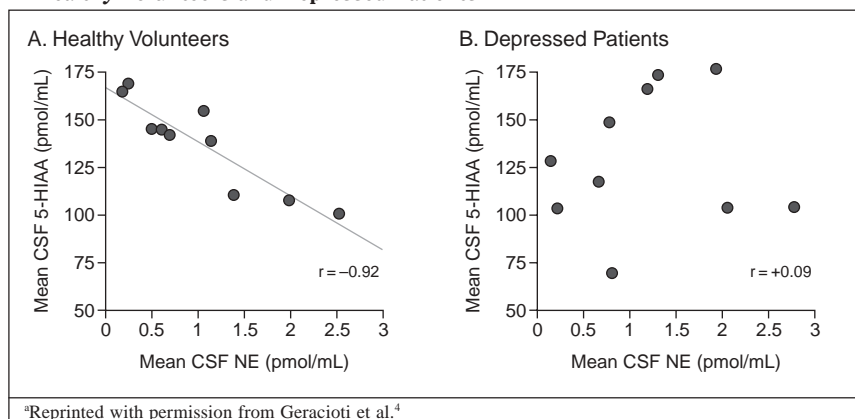 A. Healthy Volunteers
175
150
125
100
75
50
Mean CSF 5-HIAA (pmol/mL)
r = –0.92
0 0.5 1 1.5 2 2.5 3
Mean CSF NE (pmol/mL)
B. Depressed Patients
175
150
125
100
75
50
Mean CSF 5-HIAA (pmol/mL)
r = +0.09
0 0.5 1 1.5 2 2.5 3
Mean CSF NE (pmol/mL)
ᵃReprinted with permission from Geracioti et al.⁴